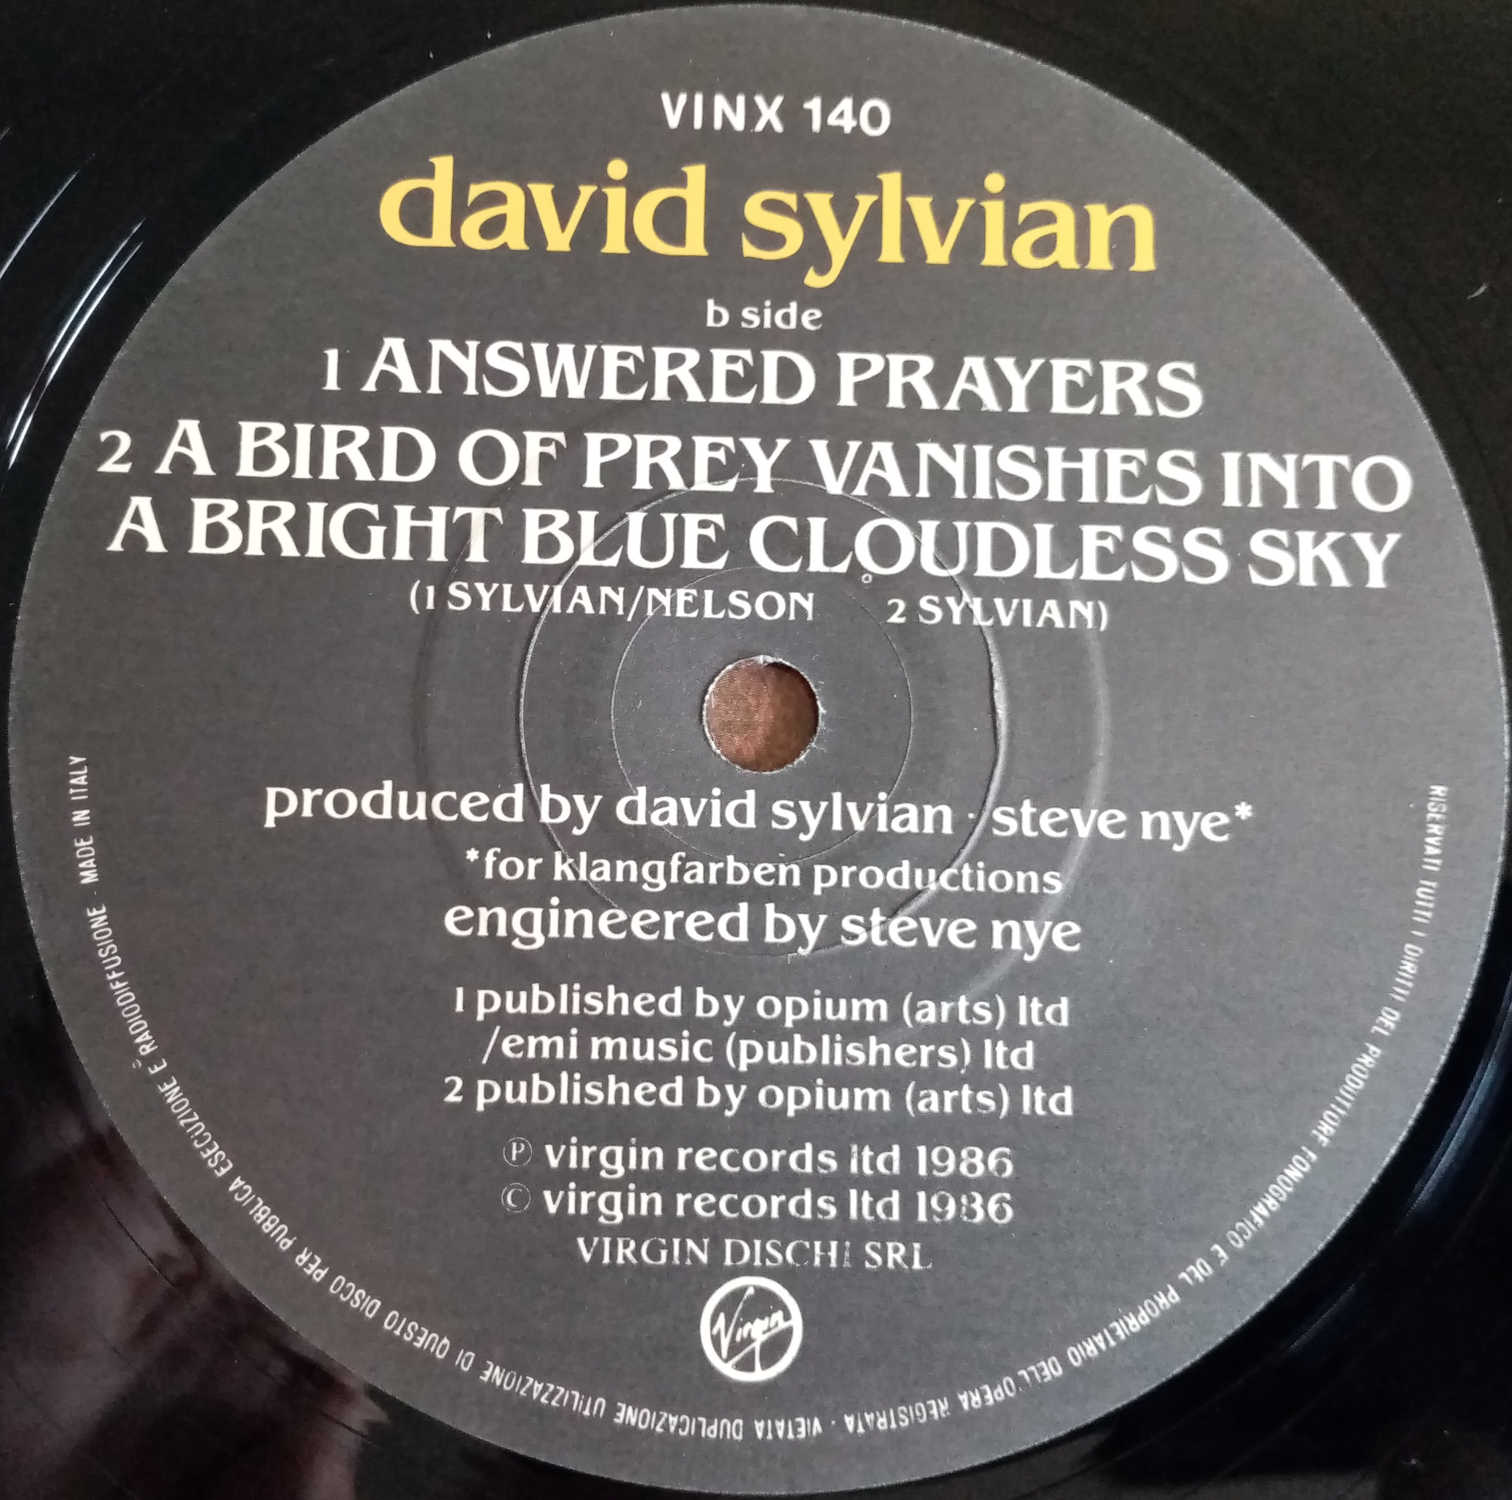 VINX 140
david sylvian
b side
1 ANSWERED PRAYERS
2 A BIRD OF PREY VANISHES INTO
A BRIGHT BLUE CLOUDLESS SKY
(1 SYLVIAN/NELSON 2 SYLVIAN)
produced by david sylvian · steve nye*
*for klangfarben productions
engineered by steve nye
1 published by opium (arts) ltd
/emi music (publishers) ltd
2 published by opium (arts) ltd
Ⓟ virgin records ltd 1986
© virgin records ltd 1986
VIRGIN DISCHI SRL
Virgin
RISERVATI TUTTI I DIRITTI DEL PRODUTTORE FONOGRAFICO E DEL PROPRIETARIO DELL'OPERA REGISTRATA · VIETATA DUPLICAZIONE UTILIZZAZIONE DI QUESTO DISCO PER PUBBLICA ESECUZIONE E RADIODIFFUSIONE · MADE IN ITALY